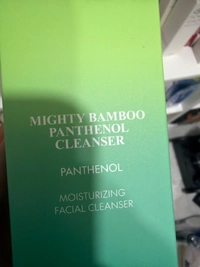 MIGHTY BAMBOO
PANTHENOL
CLEANSER
PANTHENOL
MOISTURIZING
FACIAL CLEANSER